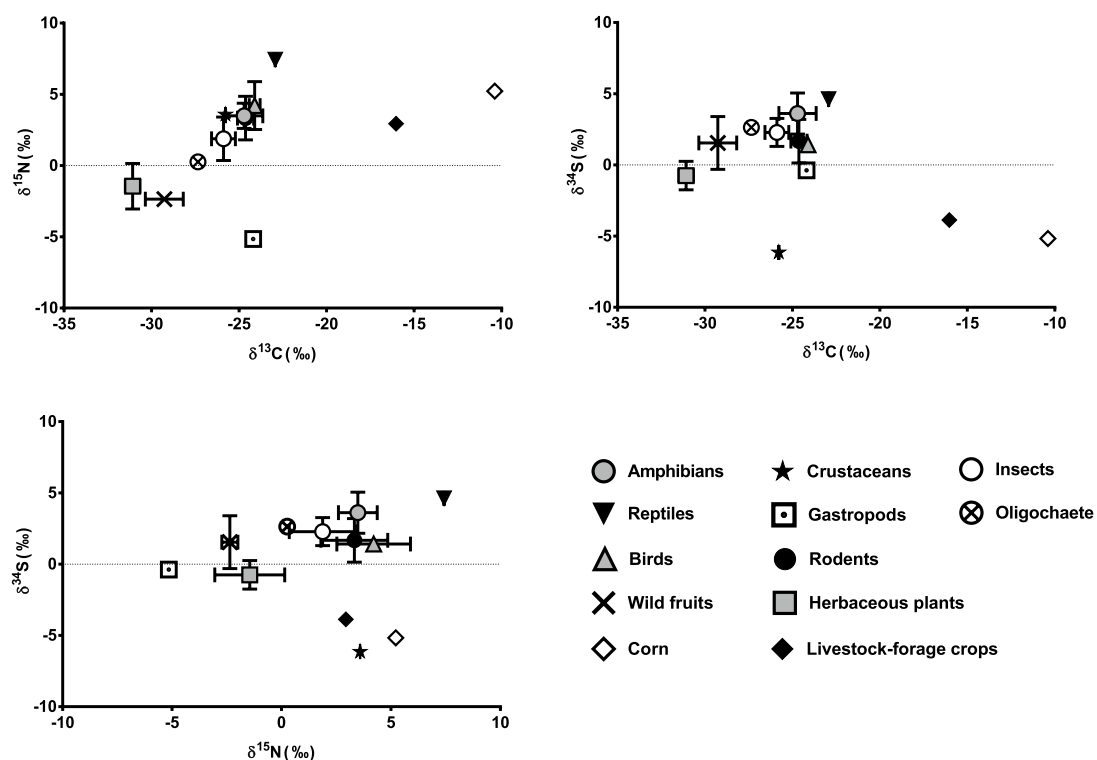 10
5
0
-5
-10
δ15N (‰)
-35 -30 -25 -20 -15 -10
δ13C (‰)
10
5
0
-5
-10
δ34S (‰)
-35 -30 -25 -20 -15 -10
δ13C (‰)
10
5
0
-5
-10
δ34S (‰)
-10 -5 0 5 10
δ15N (‰)
Amphibians Crustaceans Insects
Reptiles Gastropods Oligochaete
Birds Rodents
Wild fruits Herbaceous plants
Corn Livestock-forage crops